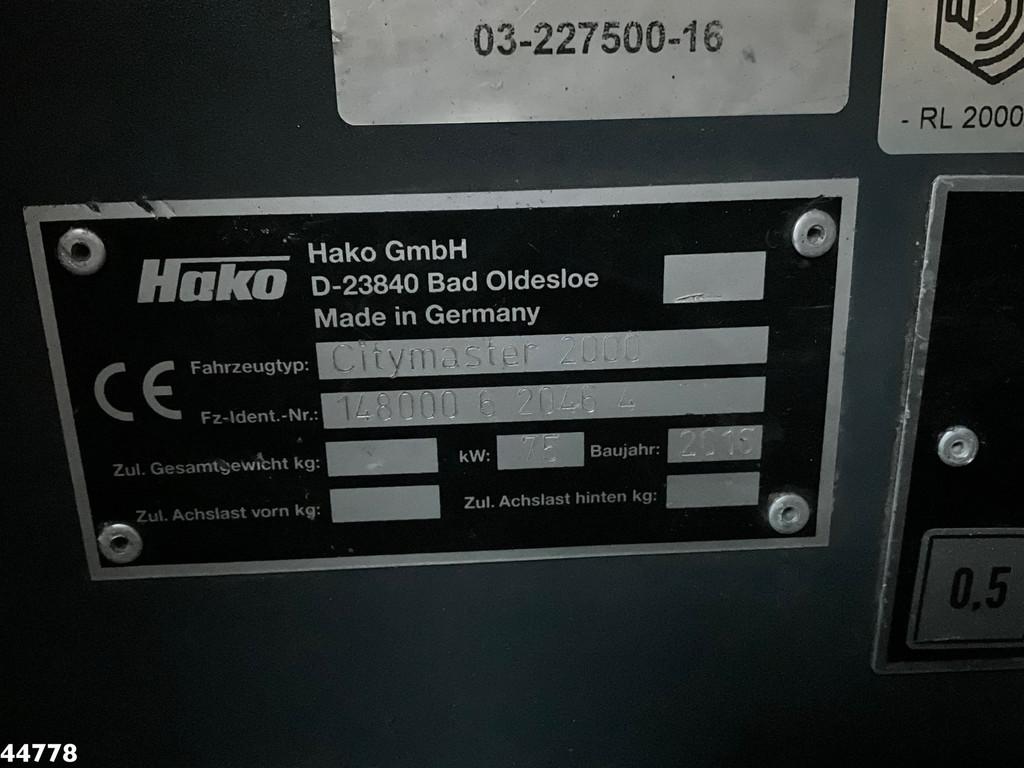 03-227500-16
- RL 2000
Hako
Hako GmbH
D-23840 Bad Oldesloe
Made in Germany
CE
Fahrzeugtyp: Citymaster 2000
Fz-Ident.-Nr.: 148000 6 2046 4
Zul. Gesamtgewicht kg:
kW: 75
Baujahr:
Zul. Achslast vorn kg:
Zul. Achslast hinten kg:
0,5
44778